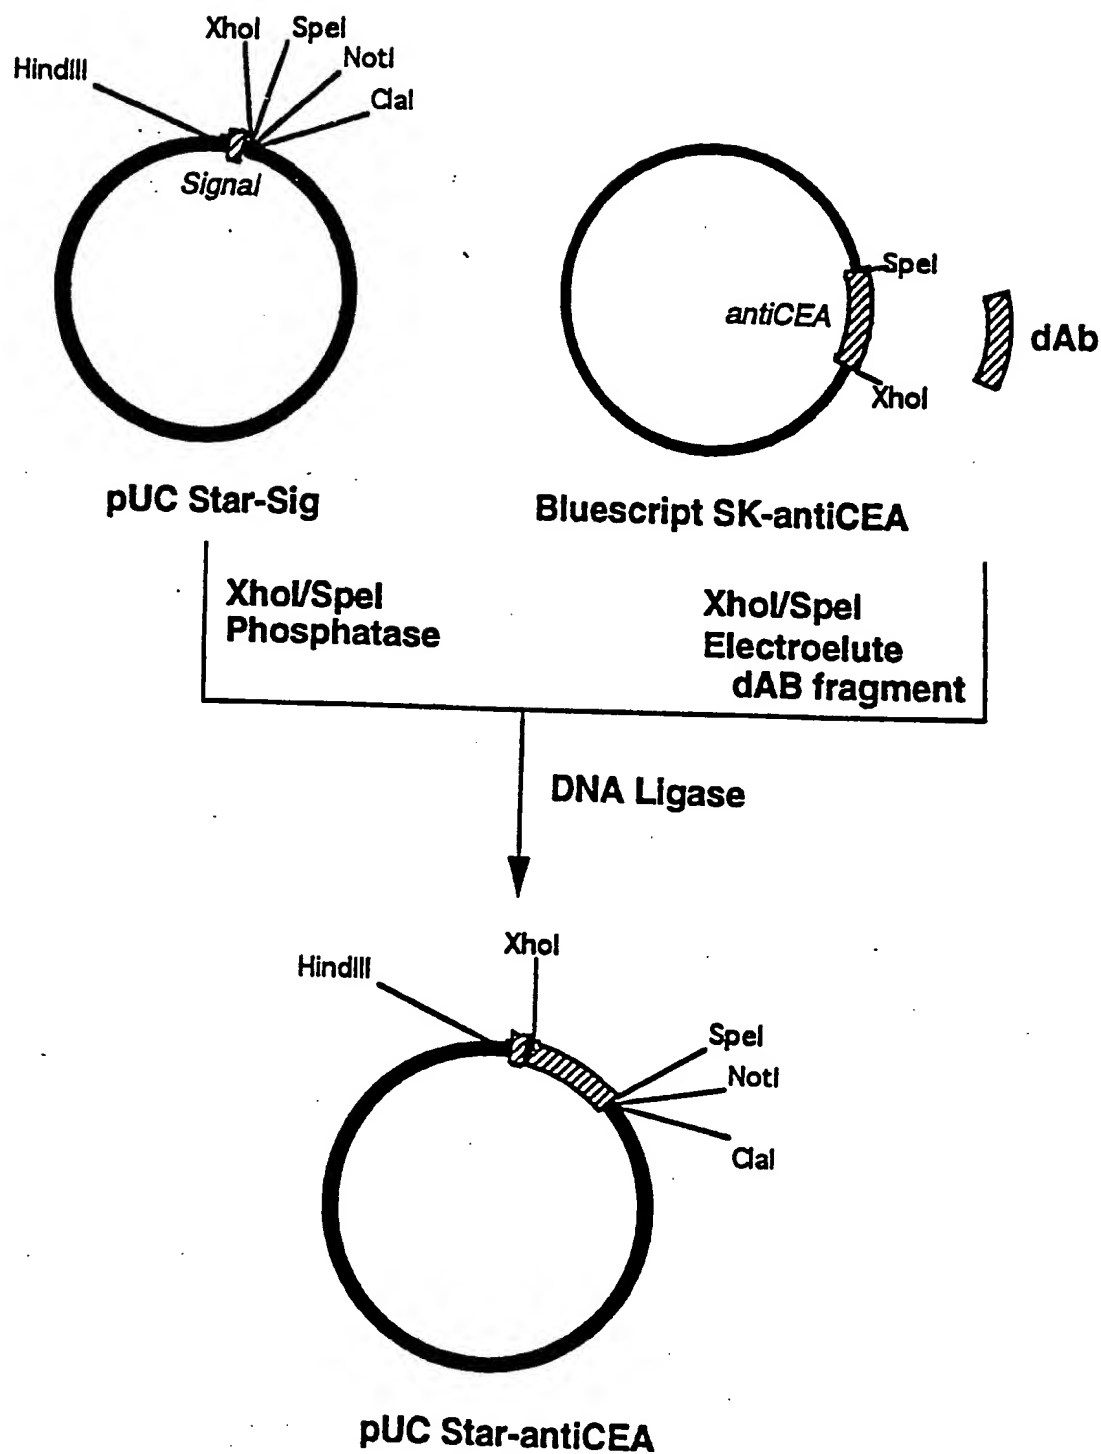 XhoI
SpeI
NotI
HindIII
ClaI
Signal
SpeI
antiCEA
dAb
XhoI
pUC Star-Sig
Bluescript SK-antiCEA
XhoI/SpeI
Phosphatase
XhoI/SpeI
Electroelute
dAB fragment
DNA Ligase
XhoI
HindIII
SpeI
NotI
ClaI
pUC Star-antiCEA